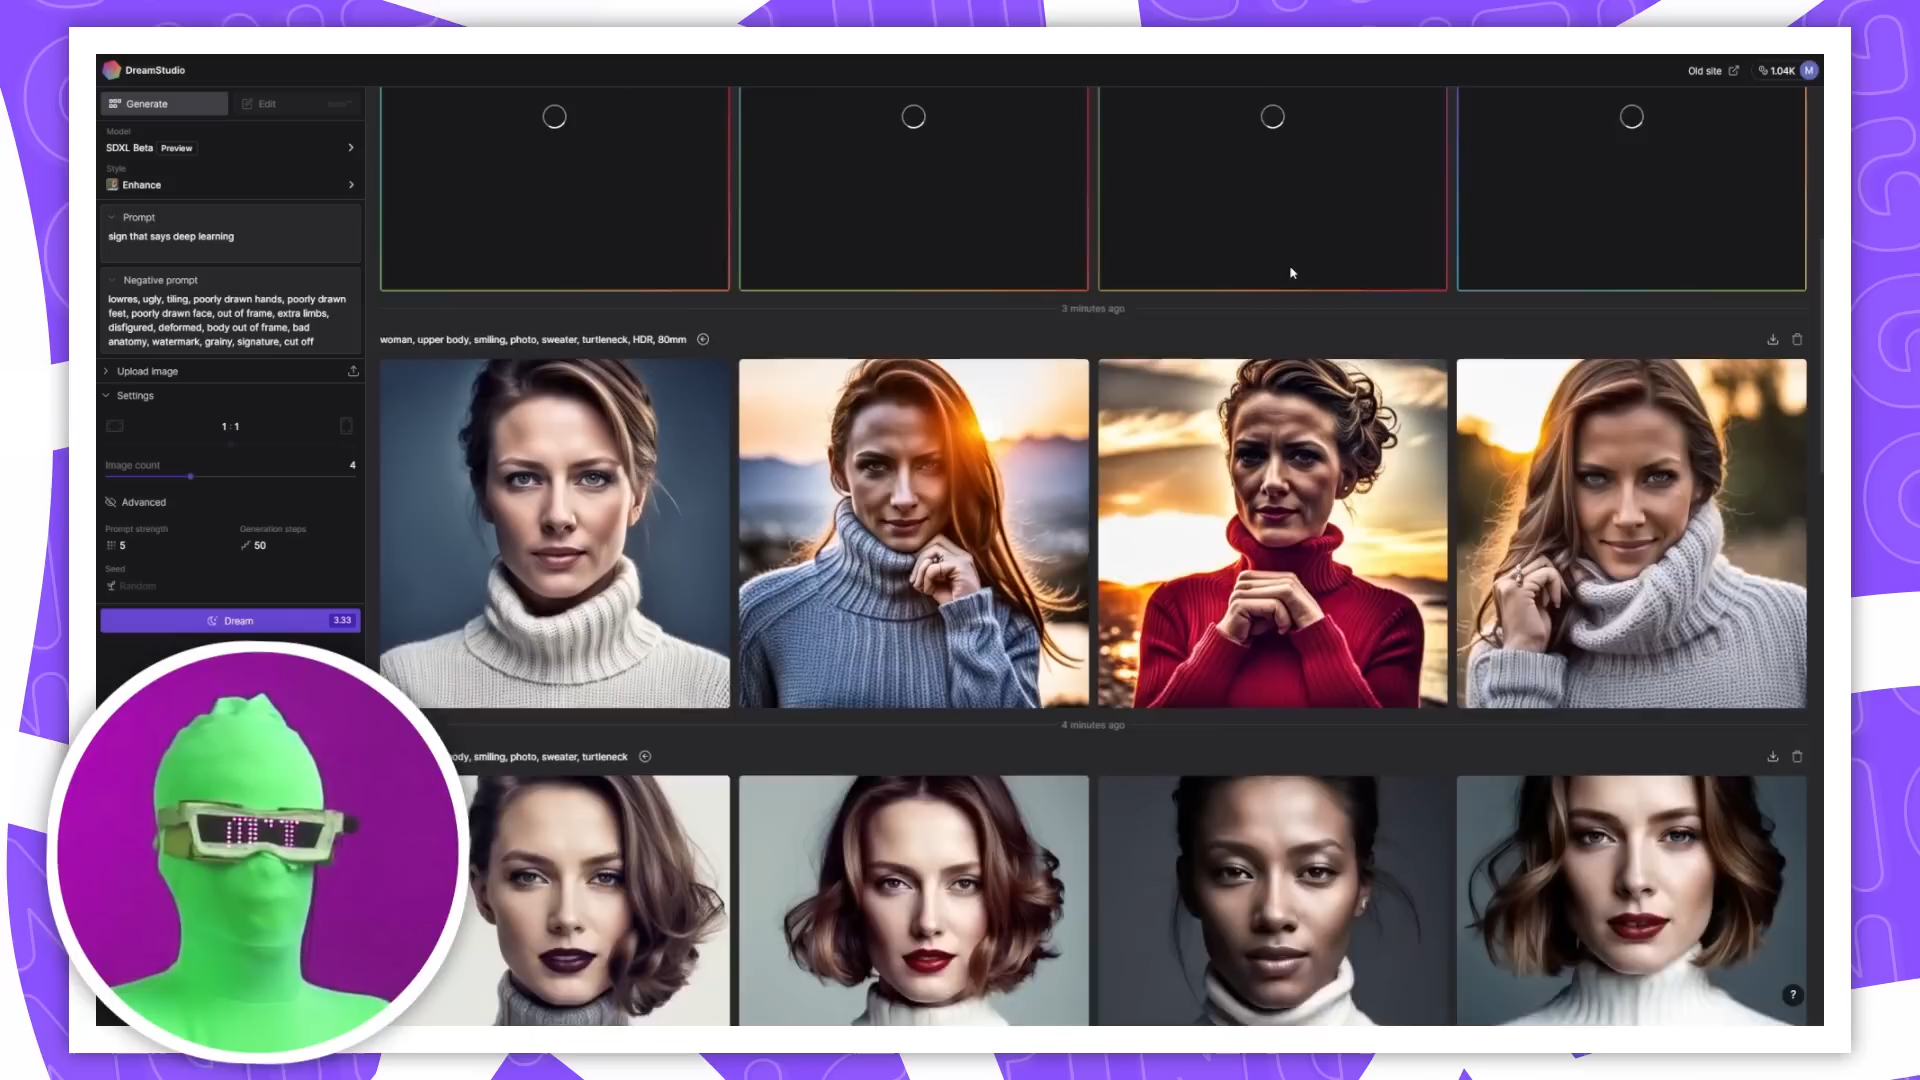 DreamStudio
Old site
1.04K
M
Generate
Edit
Model
SDXL Beta Preview
Style
Enhance
Prompt
sign that says deep learning
Negative prompt
lowres, ugly, tiling, poorly drawn hands, poorly drawn
feet, poorly drawn face, out of frame, extra limbs,
disfigured, deformed, body out of frame, bad
anatomy, watermark, grainy, signature, cut off
Upload image
Settings
1:1
Image count 4
Advanced
Prompt strength
Generation steps
5
50
Seed
Random
Dream 3.33
3 minutes ago
woman, upper body, smiling, photo, sweater, turtleneck, HDR, 80mm
4 minutes ago
ody, smiling, photo, sweater, turtleneck
?